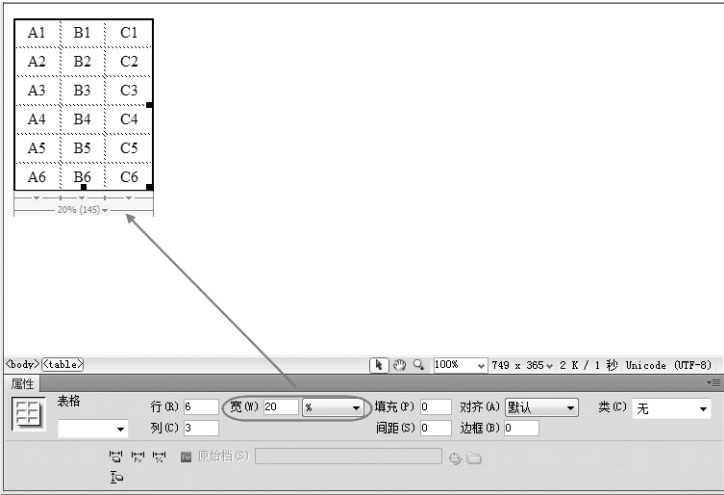 A1 B1 C1
A2 B2 C2
A3 B3 C3
A4 B4 C4
A5 B5 C5
A6 B6 C6
20% (145)
<body><table> 100% 749 x 365 2 K / 1 秒 Unicode (UTF-8)
属性
表格 行(R) 6 宽(W) 20 % 填充(P) 0 对齐(A) 默认 类(C) 无
列(C) 3 间距(S) 0 边框(B) 0
原始档(S)